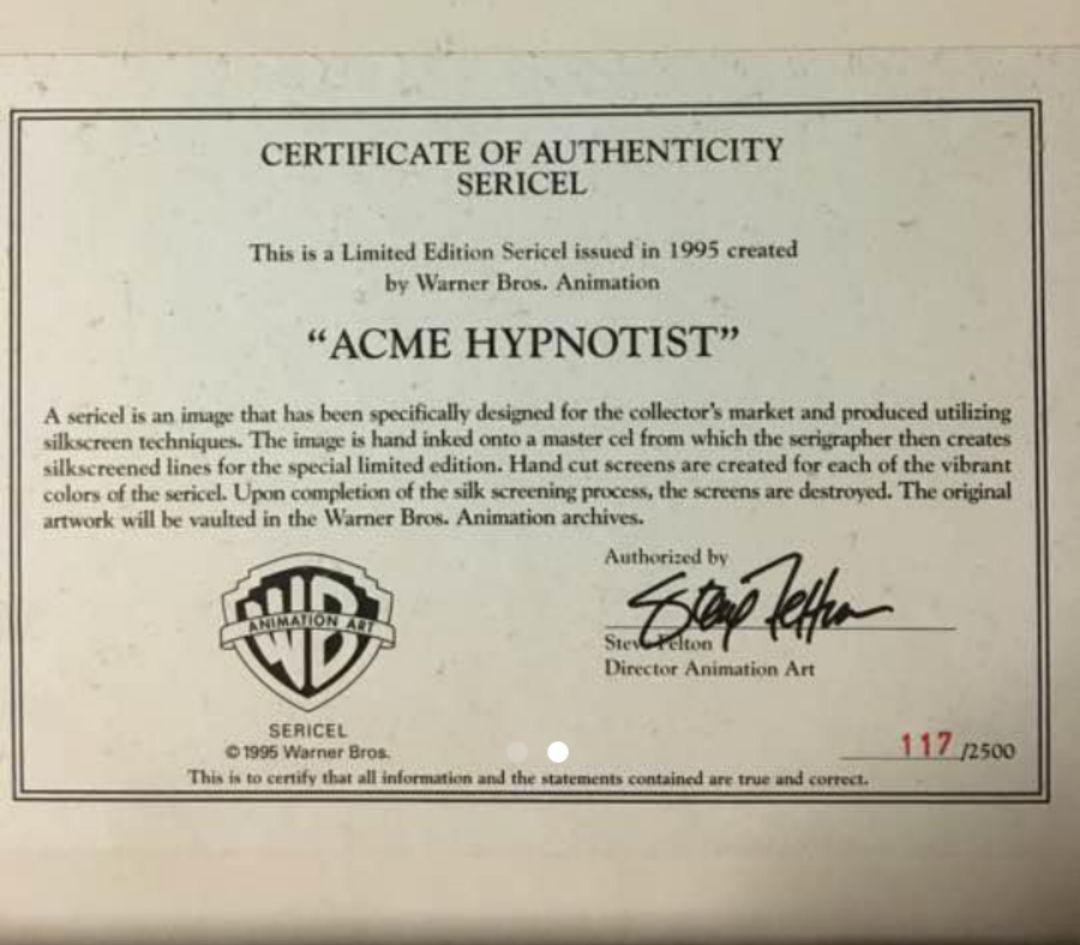 CERTIFICATE OF AUTHENTICITY
SERICEL
This is a Limited Edition Sericel issued in 1995 created
by Warner Bros. Animation
“ACME HYPNOTIST”
A sericel is an image that has been specifically designed for the collector's market and produced utilizing
silkscreen techniques. The image is hand inked onto a master cel from which the serigrapher then creates
silkscreened lines for the special limited edition. Hand cut screens are created for each of the vibrant
colors of the sericel. Upon completion of the silk screening process, the screens are destroyed. The original
artwork will be vaulted in the Warner Bros. Animation archives.
Authorized by
Steve Pelton
Director Animation Art
WB
ANIMATION ART
SERICEL
© 1995 Warner Bros.
117 /2500
This is to certify that all information and the statements contained are true and correct.